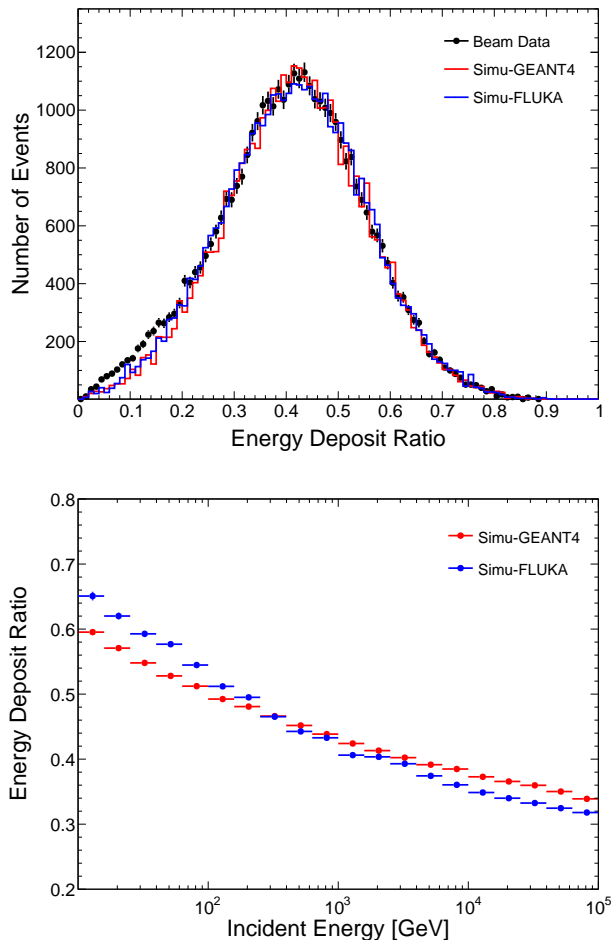 1200
1000
800
600
400
200
Number of Events
Beam Data
Simu-GEANT4
Simu-FLUKA
0 0.1 0.2 0.3 0.4 0.5 0.6 0.7 0.8 0.9 1
Energy Deposit Ratio
0.8
0.7
0.6
0.5
0.4
0.3
0.2
Energy Deposit Ratio
Simu-GEANT4
Simu-FLUKA
10² 10³ 10⁴ 10⁵
Incident Energy [GeV]